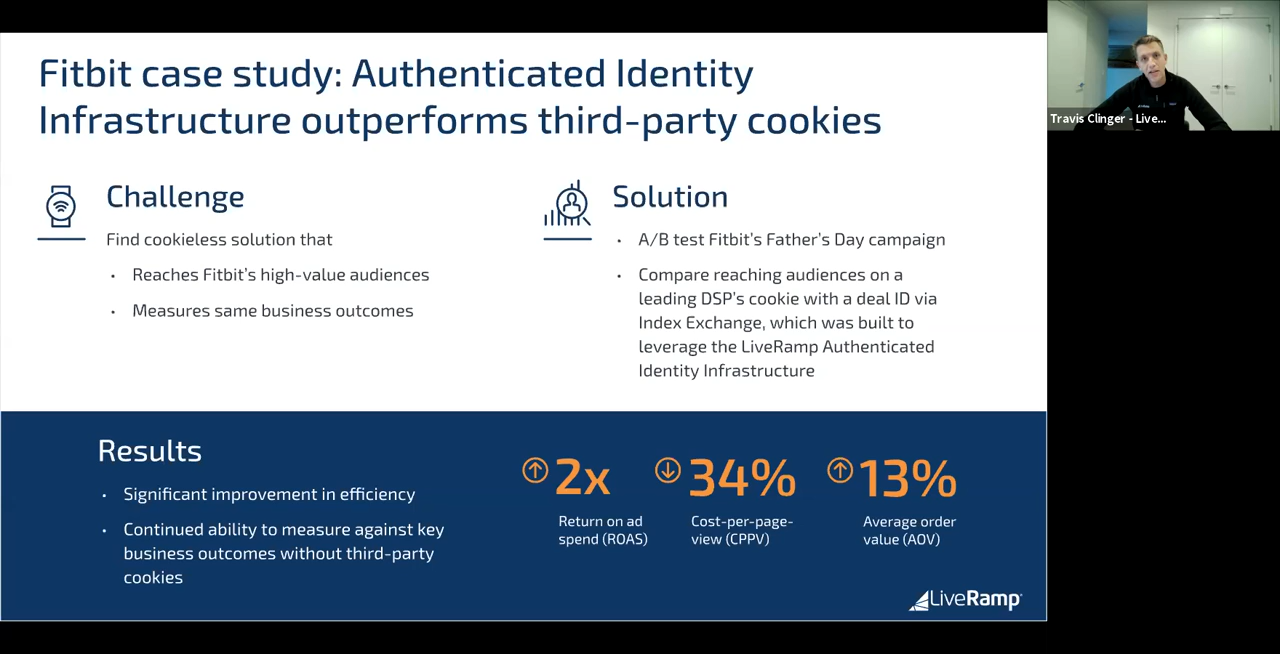 Fitbit case study: Authenticated Identity
Infrastructure outperforms third-party cookies
Challenge
Find cookieless solution that
• Reaches Fitbit's high-value audiences
• Measures same business outcomes
Solution
• A/B test Fitbit's Father's Day campaign
• Compare reaching audiences on a
leading DSP's cookie with a deal ID via
Index Exchange, which was built to
leverage the LiveRamp Authenticated
Identity Infrastructure
Results
• Significant improvement in efficiency
• Continued ability to measure against key
business outcomes without third-party
cookies
2x
Return on ad
spend (ROAS)
34%
Cost-per-page-
view (CPPV)
13%
Average order
value (AOV)
LiveRamp
Travis Clinger - Live...